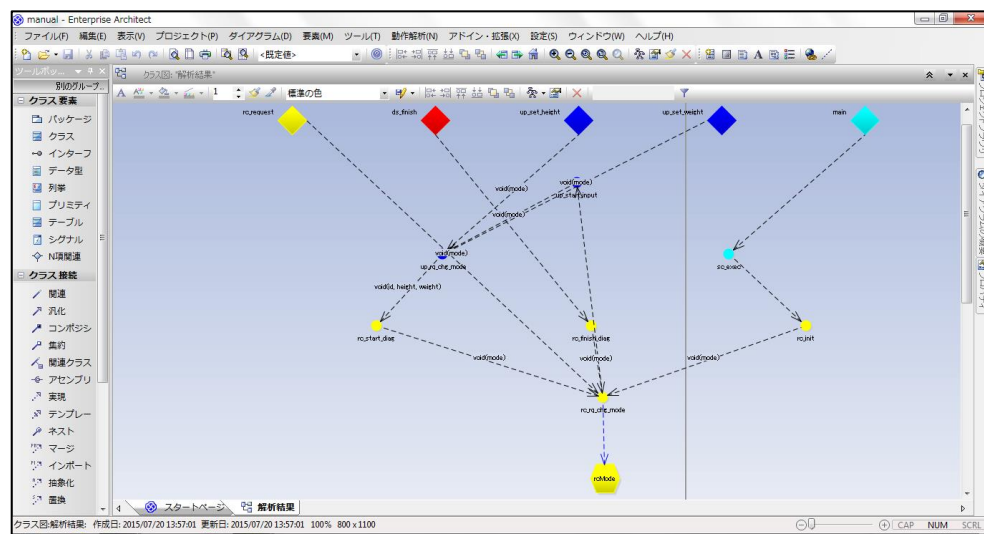 manual - Enterprise Architect
ファイル(F) 編集(E) 表示(V) プロジェクト(P) ダイアグラム(D) 要素(M) ツール(T) 動作解析(N) アドイン・拡張(X) 設定(S) ウィンドウ(W) ヘルプ(H)
<既定値>
ツールボッ...
クラス図: "解析結果"
別のグループ...
1 標準の色
クラス要素
パッケージ
クラス
インターフ
データ型
列挙
プリミティ
テーブル
シグナル
N項関連
クラス接続
関連
汎化
コンポジシ
集約
関連クラス
アセンブリ
実現
テンプレー
ネスト
マージ
インポート
抽象化
置換
rc_request
ds_finish
up_set_height
up_set_weight
main
void(mode)
void(mode)
up_start_input
void(mode)
void(mode)
up_rq_chg_mode
sc_exec
void(id, height, weight)
rc_start_diag
rc_finish_diag
rc_init
void(mode)
void(mode)
void(mode)
rc_rq_chg_mode
rcMode
スタートページ 解析結果
クラス図:解析結果: 作成日: 2015/07/20 13:57:01 更新日: 2015/07/20 13:57:01 100% 800 x 1100
CAP NUM SCRL